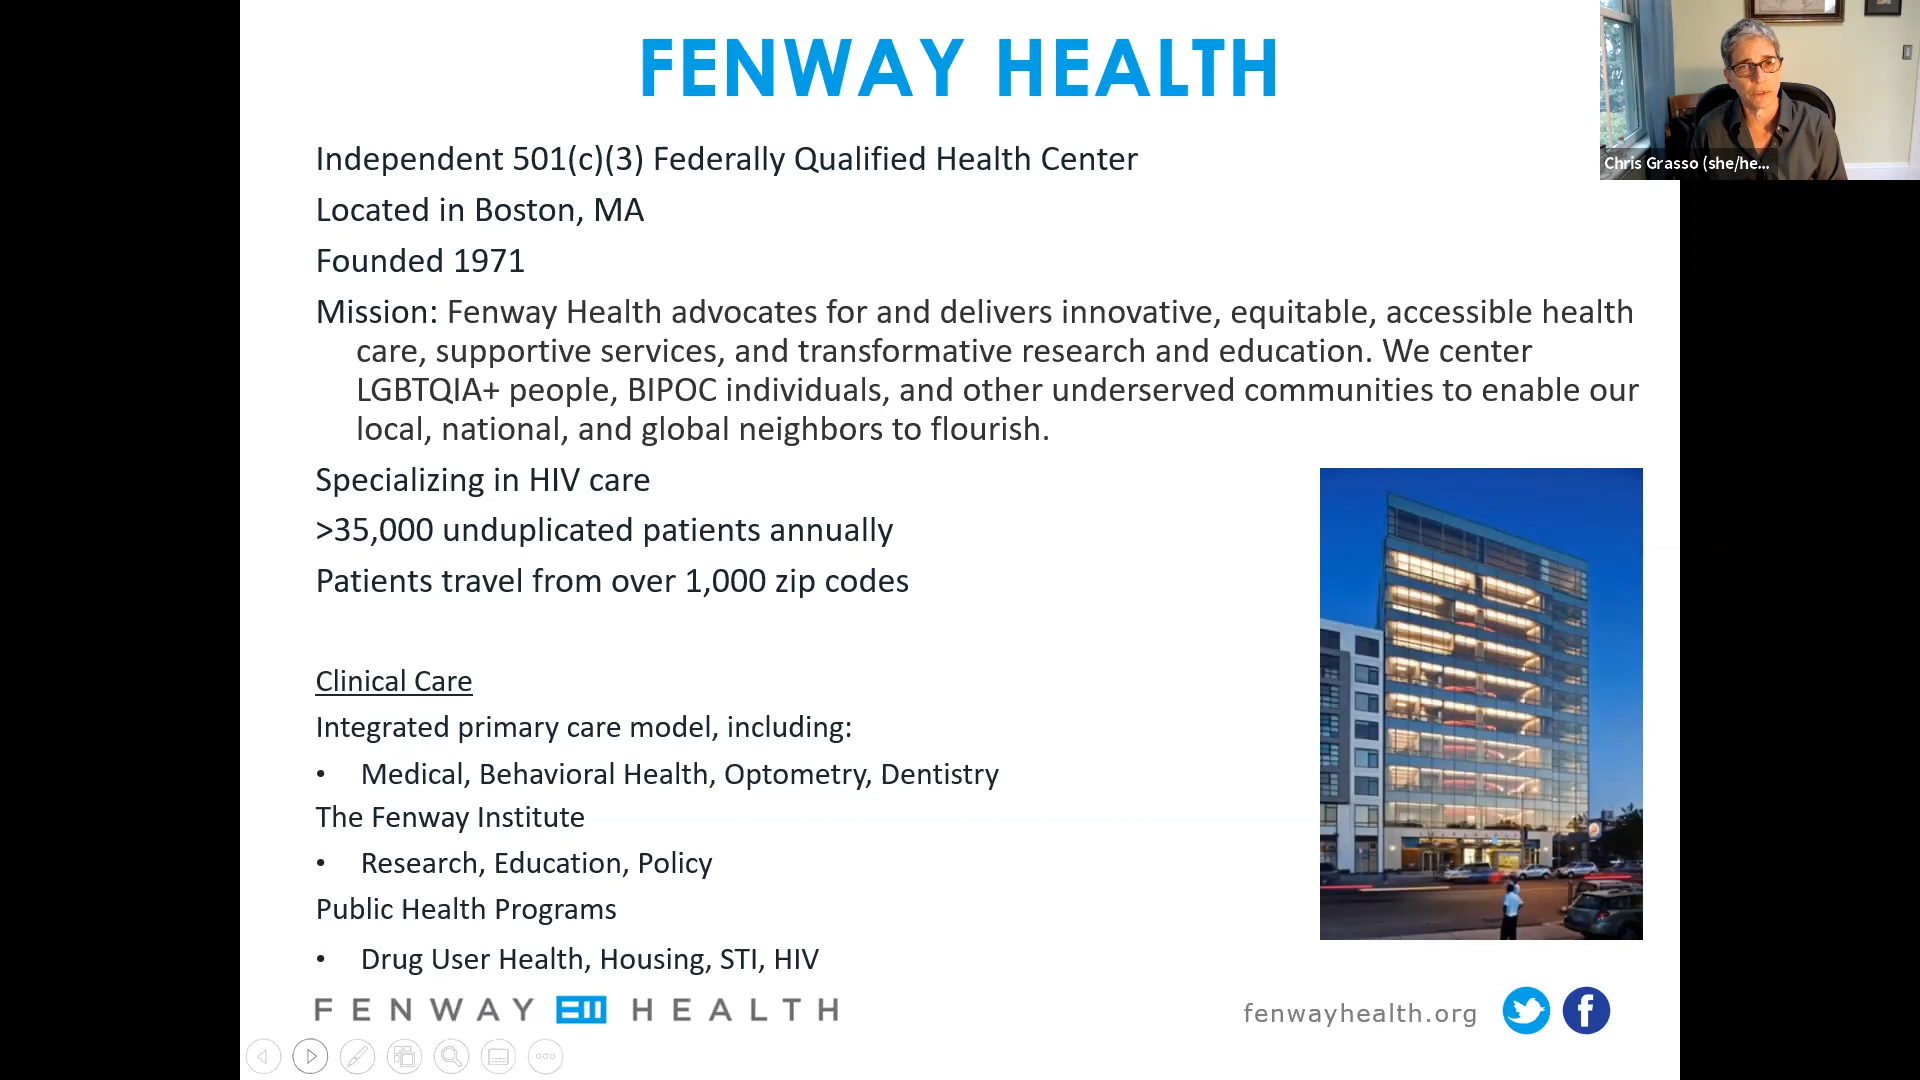 FENWAY HEALTH
Chris Grasso (she/he...
Independent 501(c)(3) Federally Qualified Health Center
Located in Boston, MA
Founded 1971
Mission: Fenway Health advocates for and delivers innovative, equitable, accessible health
care, supportive services, and transformative research and education. We center
LGBTQIA+ people, BIPOC individuals, and other underserved communities to enable our
local, national, and global neighbors to flourish.
Specializing in HIV care
>35,000 unduplicated patients annually
Patients travel from over 1,000 zip codes
Clinical Care
Integrated primary care model, including:
• Medical, Behavioral Health, Optometry, Dentistry
The Fenway Institute
• Research, Education, Policy
Public Health Programs
• Drug User Health, Housing, STI, HIV
FENWAY HEALTH
fenwayhealth.org